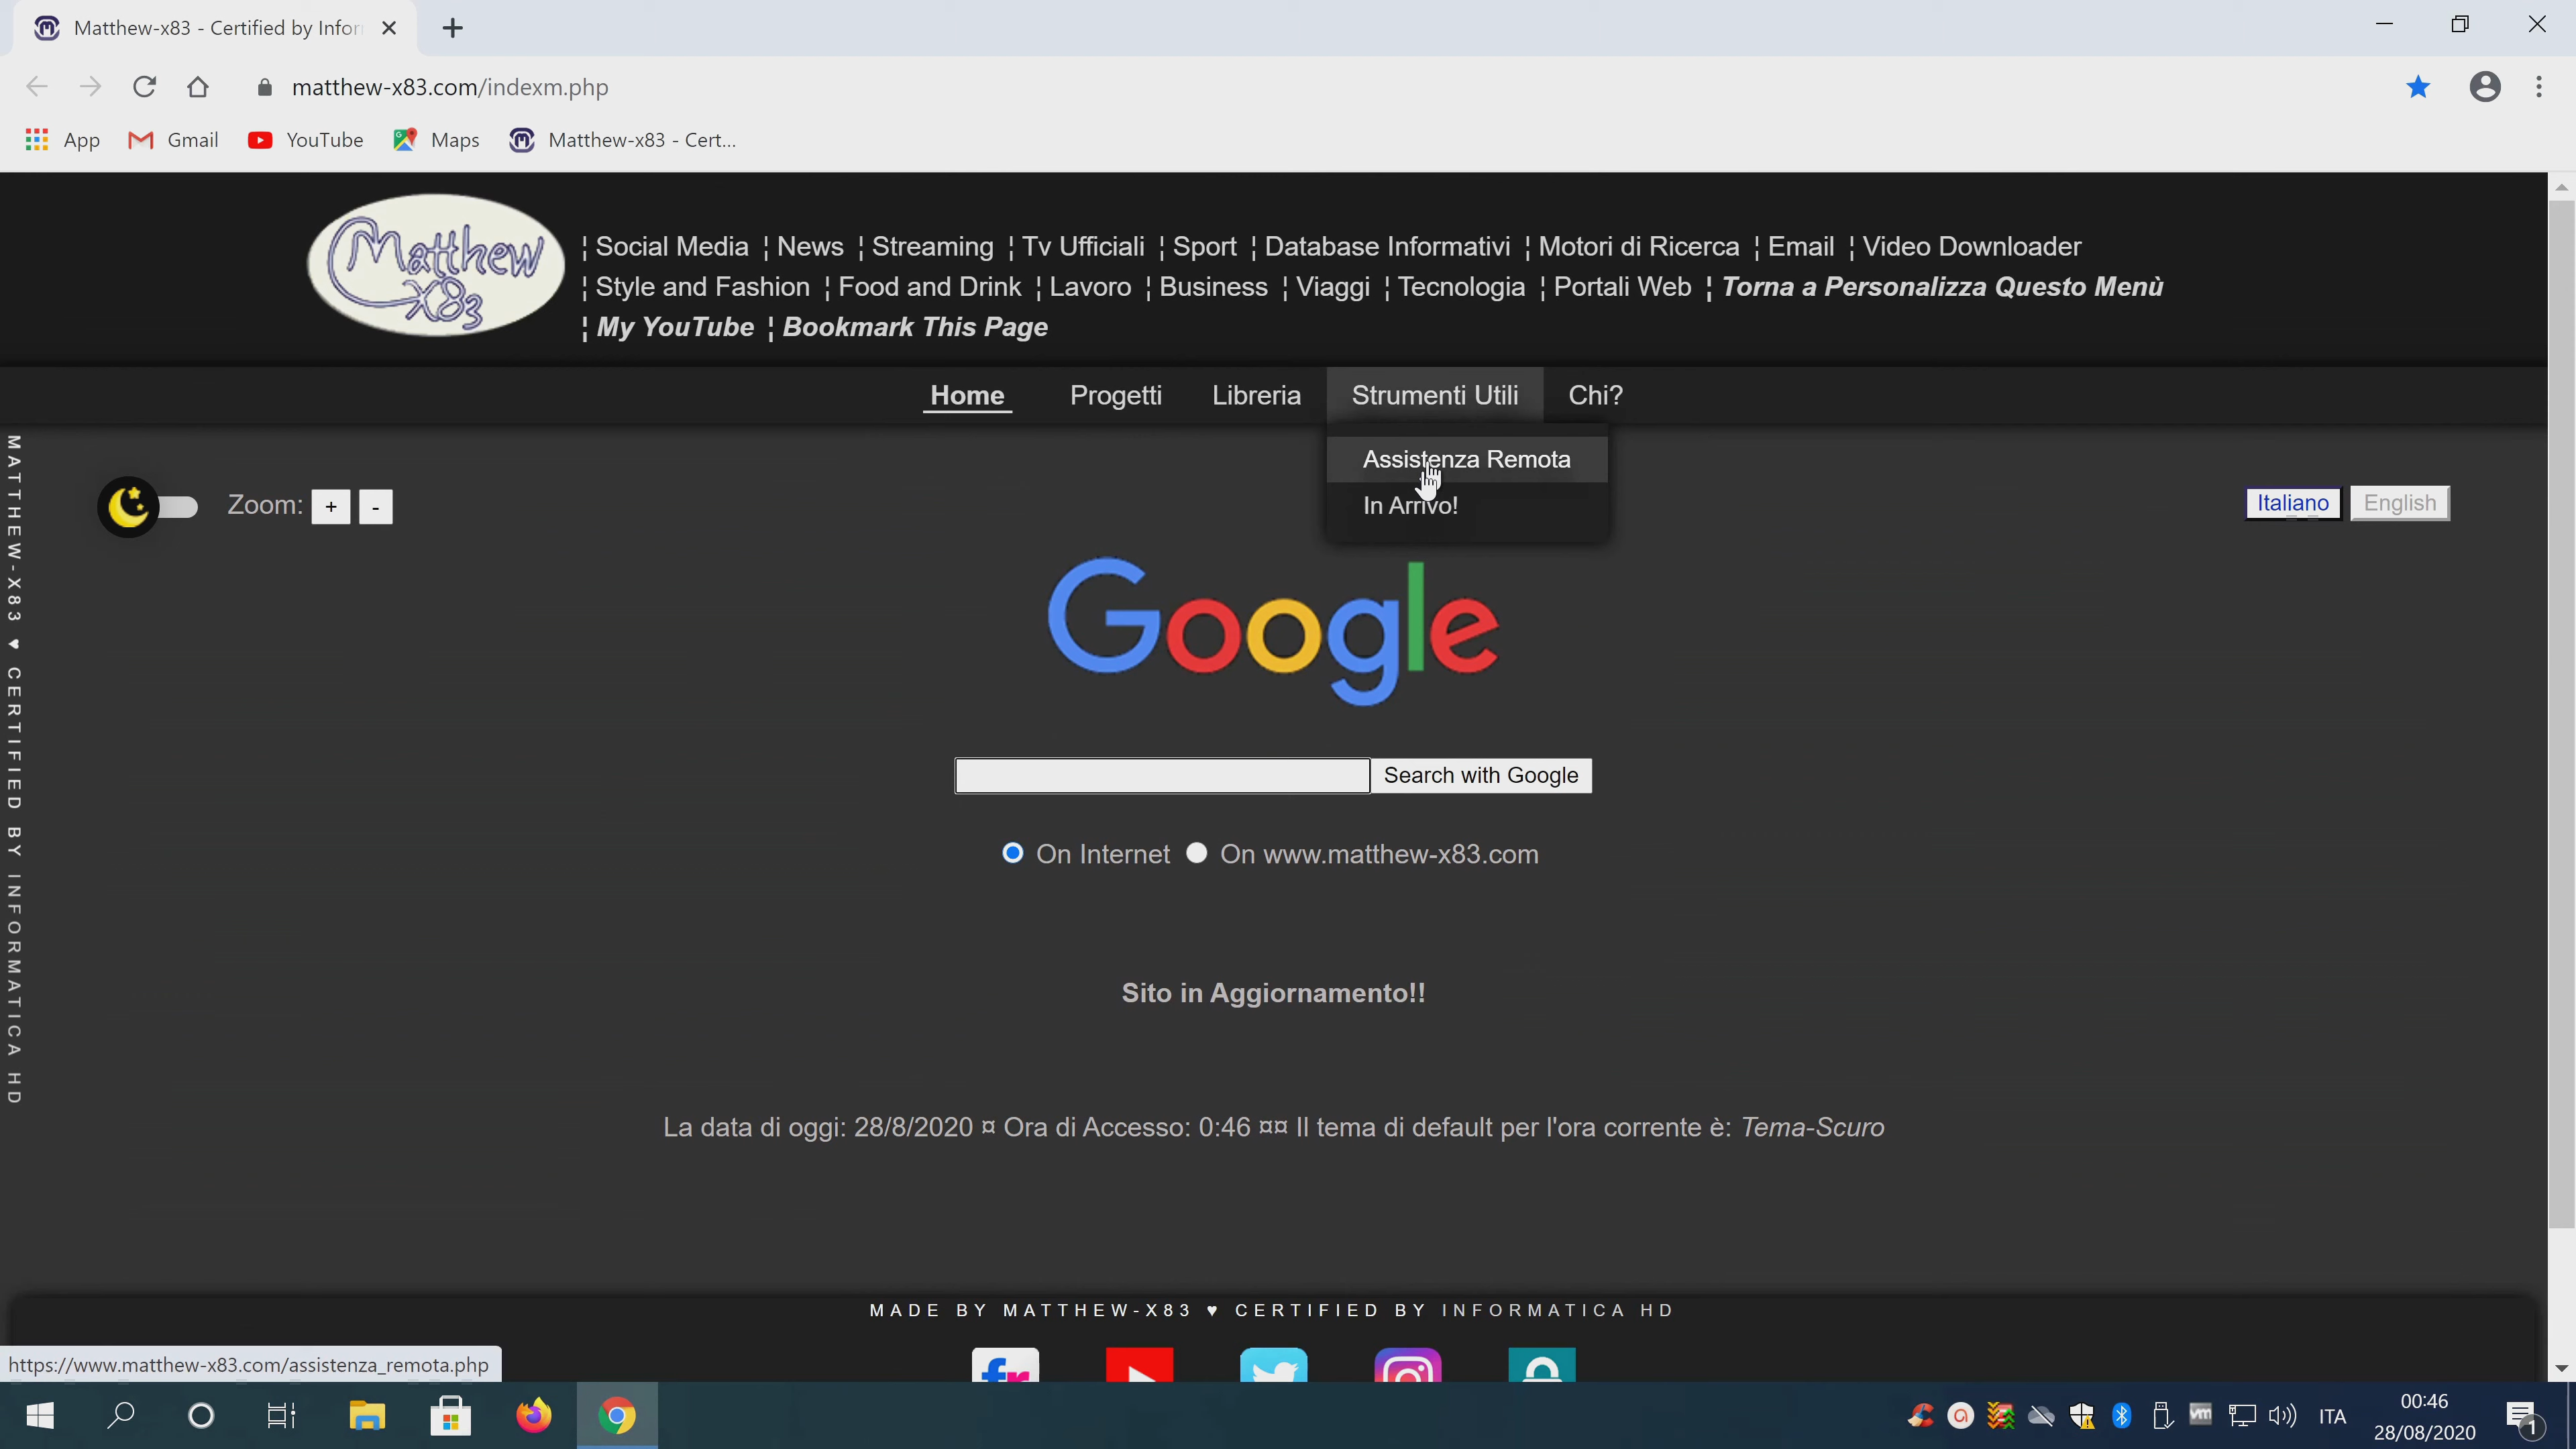 Matthew-x83 - Certified by Infor
matthew-x83.com/indexm.php
App Gmail YouTube Maps Matthew-x83 - Cert...
Matthew x83
¦ Social Media ¦ News ¦ Streaming ¦ Tv Ufficiali ¦ Sport ¦ Database Informativi ¦ Motori di Ricerca ¦ Email ¦ Video Downloader
¦ Style and Fashion ¦ Food and Drink ¦ Lavoro ¦ Business ¦ Viaggi ¦ Tecnologia ¦ Portali Web ¦ Torna a Personalizza Questo Menù
¦ My YouTube ¦ Bookmark This Page
Home Progetti Libreria Strumenti Utili Chi?
Assistenza Remota
In Arrivo!
MATTHEW-X83 ♥ CERTIFIED BY INFORMATICA HD
Zoom: + -
Italiano English
Google
Search with Google
On Internet On www.matthew-x83.com
Sito in Aggiornamento!!
La data di oggi: 28/8/2020 ¤ Ora di Accesso: 0:46 ¤¤ Il tema di default per l'ora corrente è: Tema-Scuro
MADE BY MATTHEW-X83 ♥ CERTIFIED BY INFORMATICA HD
fr
https://www.matthew-x83.com/assistenza_remota.php
vm
ITA
00:46
28/08/2020
1